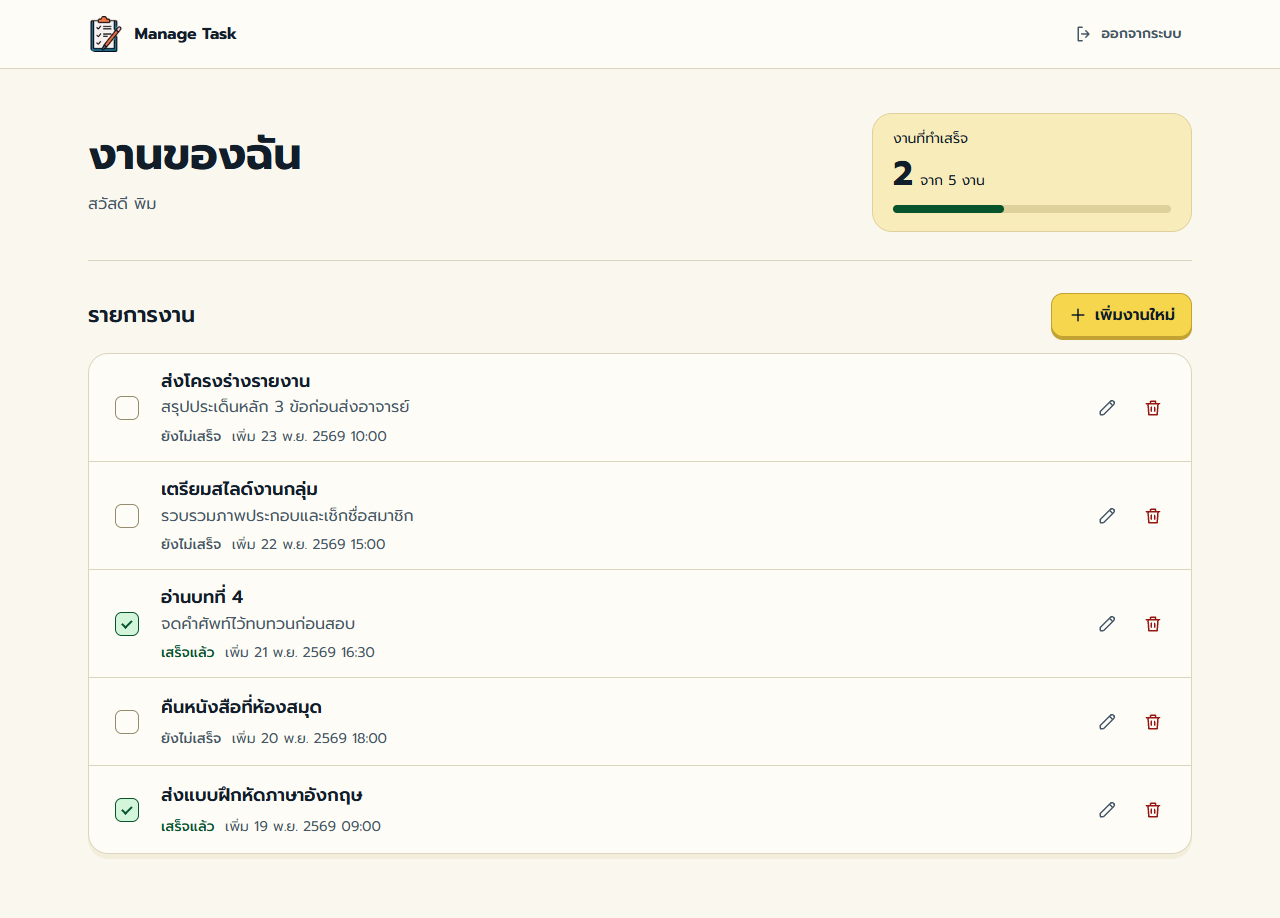 Manage Task
ออกจากระบบ
งานของฉัน
สวัสดี พิม
งานที่ทำเสร็จ
2 จาก 5 งาน
รายการงาน
เพิ่มงานใหม่
ส่งโครงร่างรายงาน
สรุปประเด็นหลัก 3 ข้อก่อนส่งอาจารย์
ยังไม่เสร็จ เพิ่ม 23 พ.ย. 2569 10:00
เตรียมสไลด์งานกลุ่ม
รวบรวมภาพประกอบและเช็กชื่อสมาชิก
ยังไม่เสร็จ เพิ่ม 22 พ.ย. 2569 15:00
อ่านบทที่ 4
จดคำศัพท์ไว้ทบทวนก่อนสอบ
เสร็จแล้ว เพิ่ม 21 พ.ย. 2569 16:30
คืนหนังสือที่ห้องสมุด
ยังไม่เสร็จ เพิ่ม 20 พ.ย. 2569 18:00
ส่งแบบฝึกหัดภาษาอังกฤษ
เสร็จแล้ว เพิ่ม 19 พ.ย. 2569 09:00